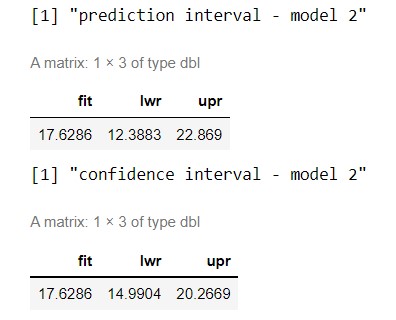 [1] "prediction interval - model 2"
A matrix: 1 × 3 of type dbl
fit lwr upr
17.6286 12.3883 22.869
[1] "confidence interval - model 2"
A matrix: 1 × 3 of type dbl
fit lwr upr
17.6286 14.9904 20.2669